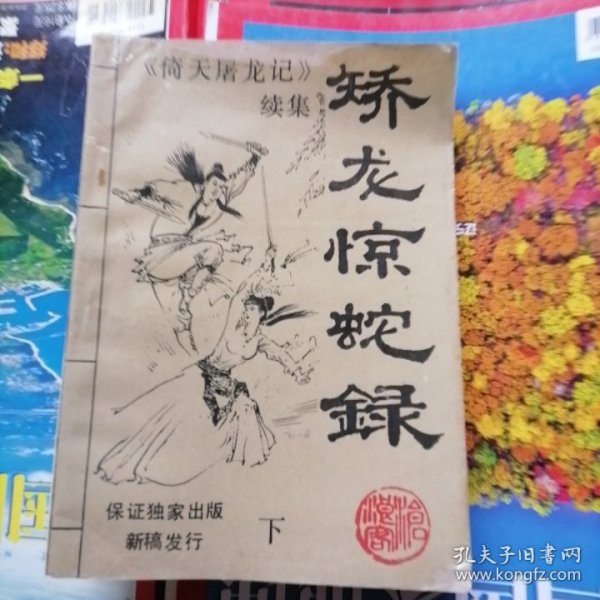 《倚天屠龙记》
续集
矫龙惊蛇録
保证独家出版
新稿发行
下
孔夫子旧书网
www.kongfz.com